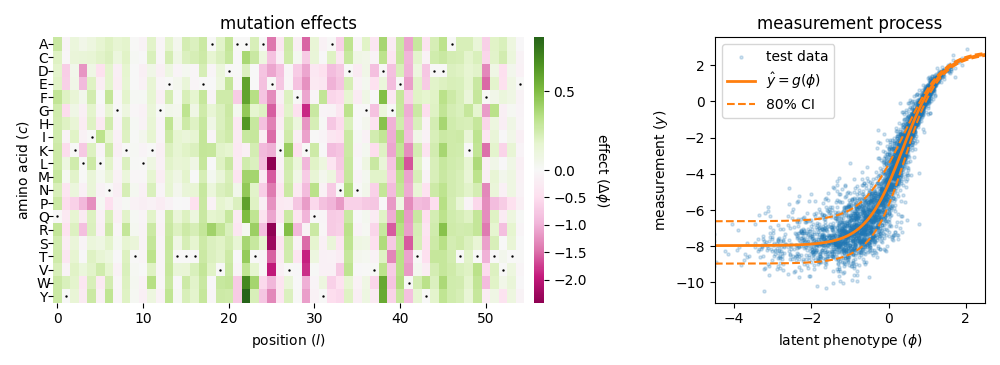 mutation effects
A
C
D
E
F
G
H
I
K
L
M
N
P
Q
R
S
T
V
W
Y
amino acid (c)
0 10 20 30 40 50
position (l)
0.5
0.0
−0.5
−1.0
−1.5
−2.0
effect (Δϕ)
measurement process
test data
ŷ = g(ϕ)
80% CI
2
0
−2
−4
−6
−8
−10
measurement (y)
−4 −2 0 2
latent phenotype (ϕ)